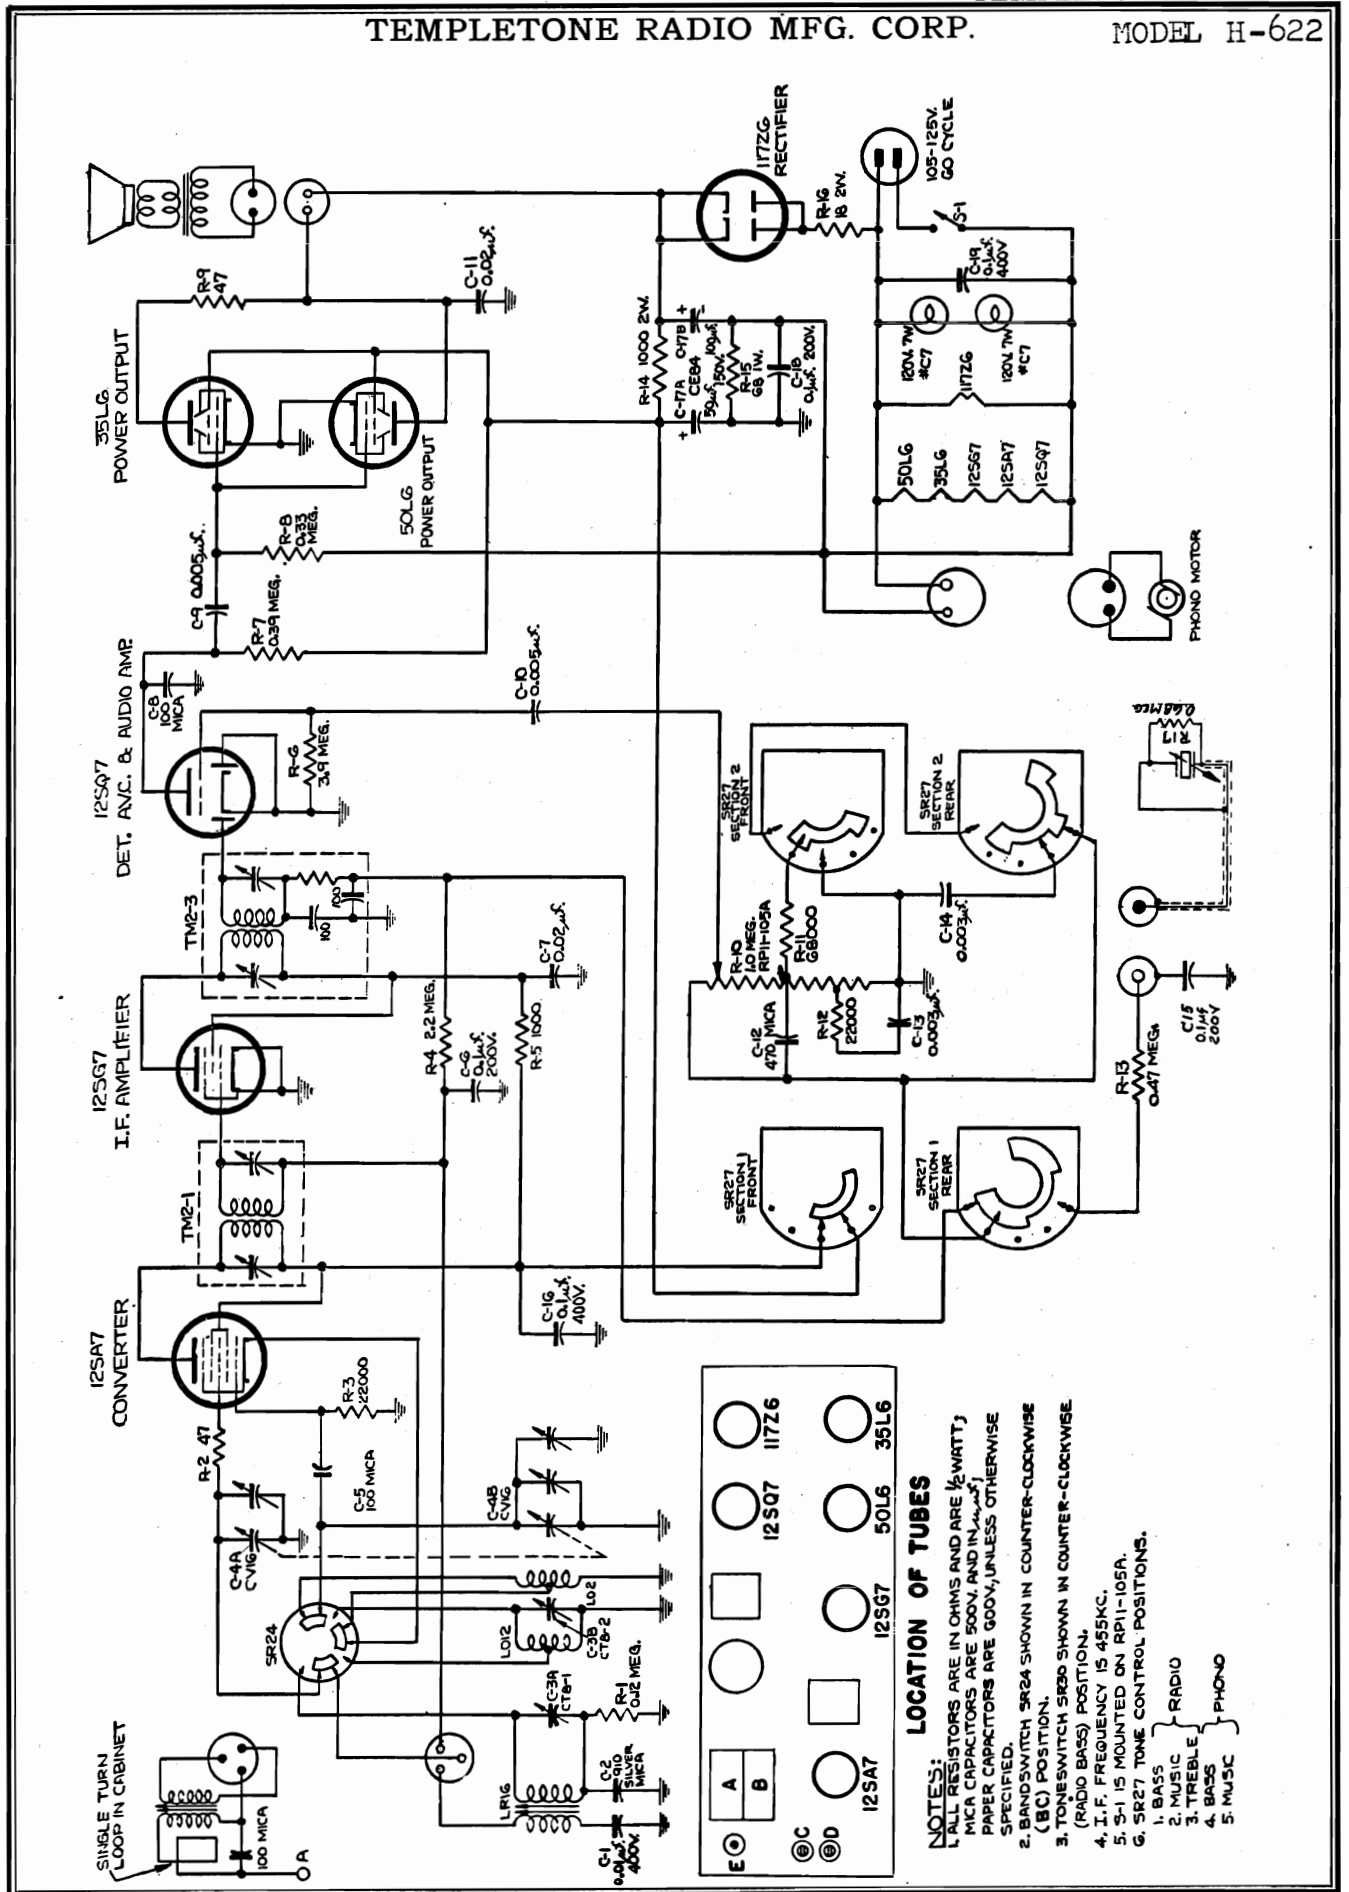 TEMPLETONE RADIO MFG. CORP.
MODEL H-622
SINGLE TURN
LOOP IN CABINET
100 MICA
A
12SA7
CONVERTER
12SG7
I.F. AMPLIFIER
12SQ7
DET. AVC. & AUDIO AMP.
35L6
POWER OUTPUT
50L6
POWER OUTPUT
117Z6
RECTIFIER
TM2-1
TM2-3
100
100
SR24
C-4A
CV16
R-2 47
C-5
100 MICA
R-3
22000
C-4B
CV16
LO2
LO12
C-3B
CT8-2
C-3A
CT8-1
R-1
0.12 MEG.
LR16
C-2
910
SILVER
MICA
C-1
0.01µf.
400V.
C-16
0.1µf.
400V.
R-4 2.2 MEG.
C-6
0.1µf.
200V.
R-5 1000
C-7
0.02µf.
R-6
3.9 MEG.
C-8
100
MICA
C-9 0.005µf.
R-7
0.39 MEG.
R-8
0.33
MEG.
C-10
0.005µf.
R-9
47
C-11
0.02µf.
R-14 1000 2W.
C-17A
C-17B
CE84
50µf.
100µf.
150V.
R-15
68 1W.
C-18
0.1µf. 200V.
R-16
18 2W.
105-125V.
60 CYCLE
S-1
C-19
0.1µf.
400V
120V. 7W
#C7
120V. 7W
#C7
117Z6
50L6
35L6
12SG7
12SA7
12SQ7
PHONO MOTOR
SR27
SECTION 2
FRONT
SR27
SECTION 2
REAR
R-10
1.0 MEG.
RP11-105A
R-11
68000
C-12
470 MICA
R-12
22000
C-13
0.003µf.
C-14
0.003µf.
SR27
SECTION 1
FRONT
SR27
SECTION 1
REAR
R-13
0.47 MEG.
C15
0.1µf
200V
R17
0.68MEG
A
B
C
D
E
12SA7
12SG7
50L6
35L6
12SQ7
117Z6
LOCATION OF TUBES
NOTES:
1. ALL RESISTORS ARE IN OHMS AND ARE 1/2 WATT;
MICA CAPACITORS ARE 500V. AND IN µµf;
PAPER CAPACITORS ARE 600V., UNLESS OTHERWISE
SPECIFIED.
2. BANDSWITCH SR24 SHOWN IN COUNTER-CLOCKWISE
(BC) POSITION.
3. TONESWITCH SR30 SHOWN IN COUNTER-CLOCKWISE
(RADIO BASS) POSITION.
4. I.F. FREQUENCY IS 455KC.
5. S-1 IS MOUNTED ON RP11-105A.
6. SR27 TONE CONTROL POSITIONS.
1. BASS
2. MUSIC
3. TREBLE
RADIO
4. BASS
5. MUSIC
PHONO